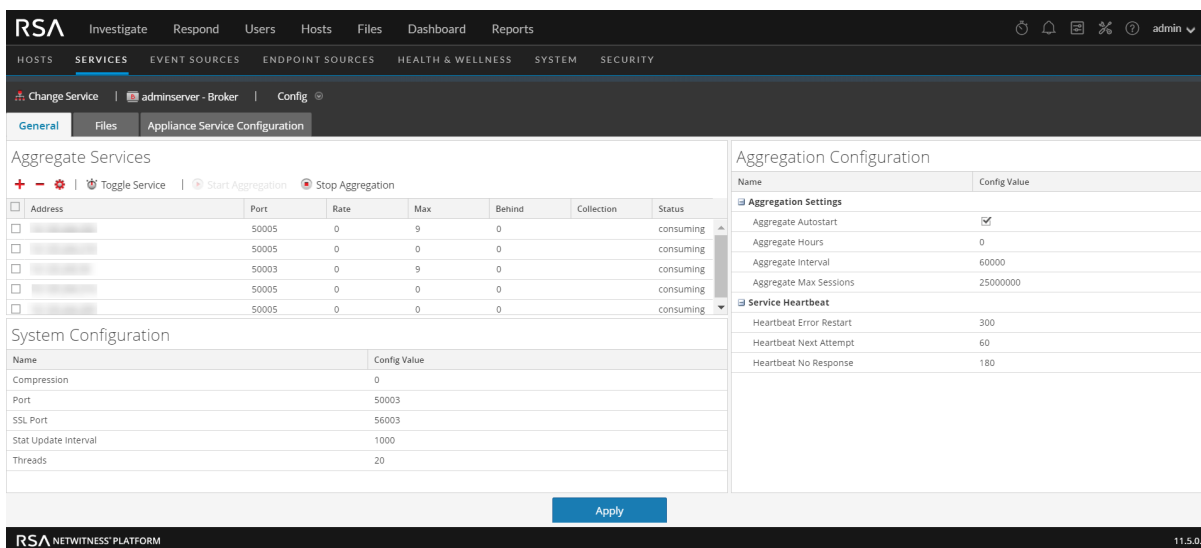 RSA Investigate Respond Users Hosts Files Dashboard Reports admin
HOSTS SERVICES EVENT SOURCES ENDPOINT SOURCES HEALTH & WELLNESS SYSTEM SECURITY
Change Service | adminserver - Broker | Config
General Files Appliance Service Configuration
Aggregate Services
+ - | Toggle Service | Start Aggregation Stop Aggregation
Address Port Rate Max Behind Collection Status
50005 0 9 0 consuming
50005 0 0 0 consuming
50003 0 9 0 consuming
50005 0 0 0 consuming
50005 0 0 0 consuming
System Configuration
Name Config Value
Compression 0
Port 50003
SSL Port 56003
Stat Update Interval 1000
Threads 20
Aggregation Configuration
Name Config Value
Aggregation Settings
Aggregate Autostart
Aggregate Hours 0
Aggregate Interval 60000
Aggregate Max Sessions 25000000
Service Heartbeat
Heartbeat Error Restart 300
Heartbeat Next Attempt 60
Heartbeat No Response 180
Apply
RSA NETWITNESS® PLATFORM 11.5.0.